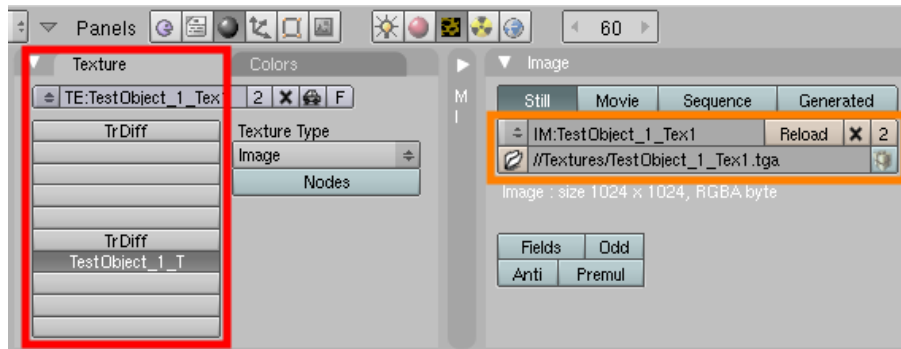 Panels 60
Texture Colors
TE:TestObject_1_Tex1 2 F
TrDiff
TrDiff
TestObject_1_T
Texture Type
Image
Nodes
M
I
Image
Still Movie Sequence Generated
IM:TestObject_1_Tex1 Reload 2
//Textures/TestObject_1_Tex1.tga
Image : size 1024 x 1024, RGBA byte
Fields Odd
Anti Premul